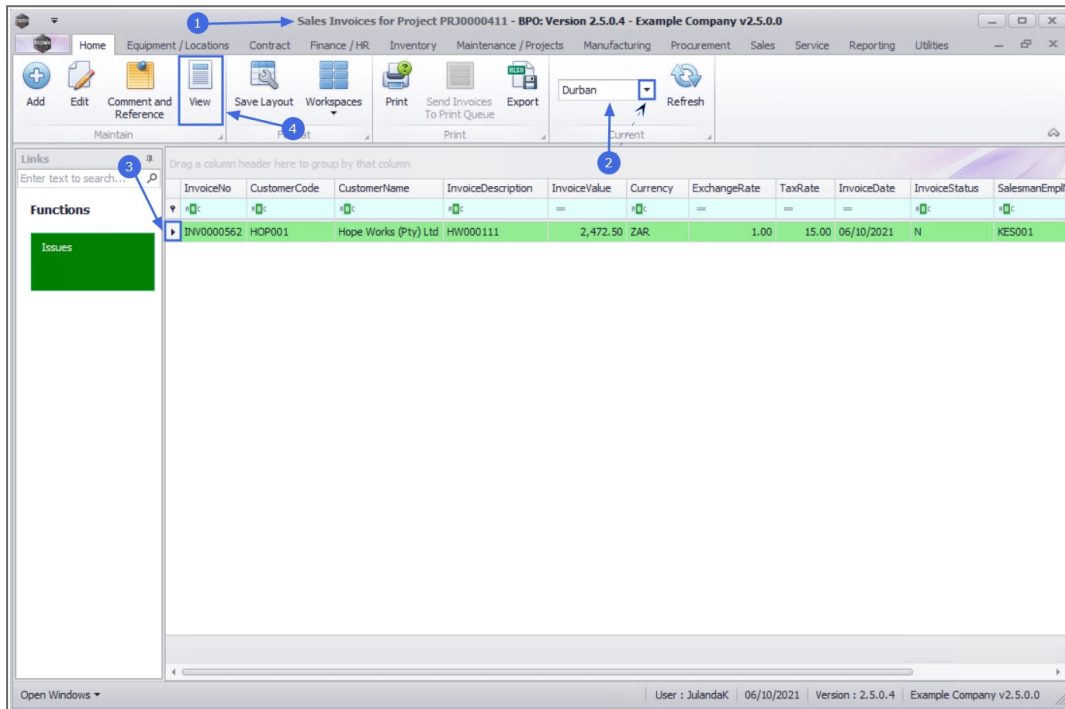 1
Sales Invoices for Project PRJ0000411 - BPO: Version 2.5.0.4 - Example Company v2.5.0.0
Home Equipment / Locations Contract Finance / HR Inventory Maintenance / Projects Manufacturing Procurement Sales Service Reporting Utilities
Add Edit Comment and Reference View Save Layout Workspaces Print Send Invoices To Print Queue Export Durban Refresh
4
Maintain Print Current
2
3
Links
Drag a column header here to group by that column
Enter text to search...
InvoiceNo CustomerCode CustomerName InvoiceDescription InvoiceValue Currency ExchangeRate TaxRate InvoiceDate InvoiceStatus SalesmanEmpl
Functions
INV0000562 HOP001 Hope Works (Pty) Ltd HW000111 2,472.50 ZAR 1.00 15.00 06/10/2021 N KES001
Issues
Open Windows User : JulandaK 06/10/2021 Version : 2.5.0.4 Example Company v2.5.0.0